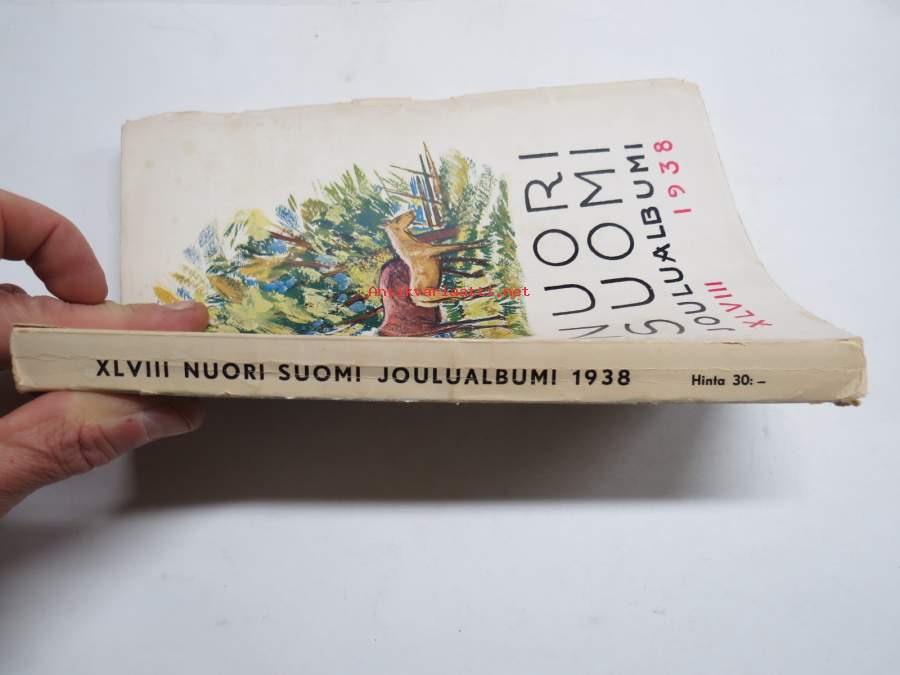 NUORI
SUOMI
JOULUALBUMI
XLVIII 1938
Antikvariaatti.net
XLVIII NUORI SUOMI JOULUALBUMI 1938 Hinta 30:–